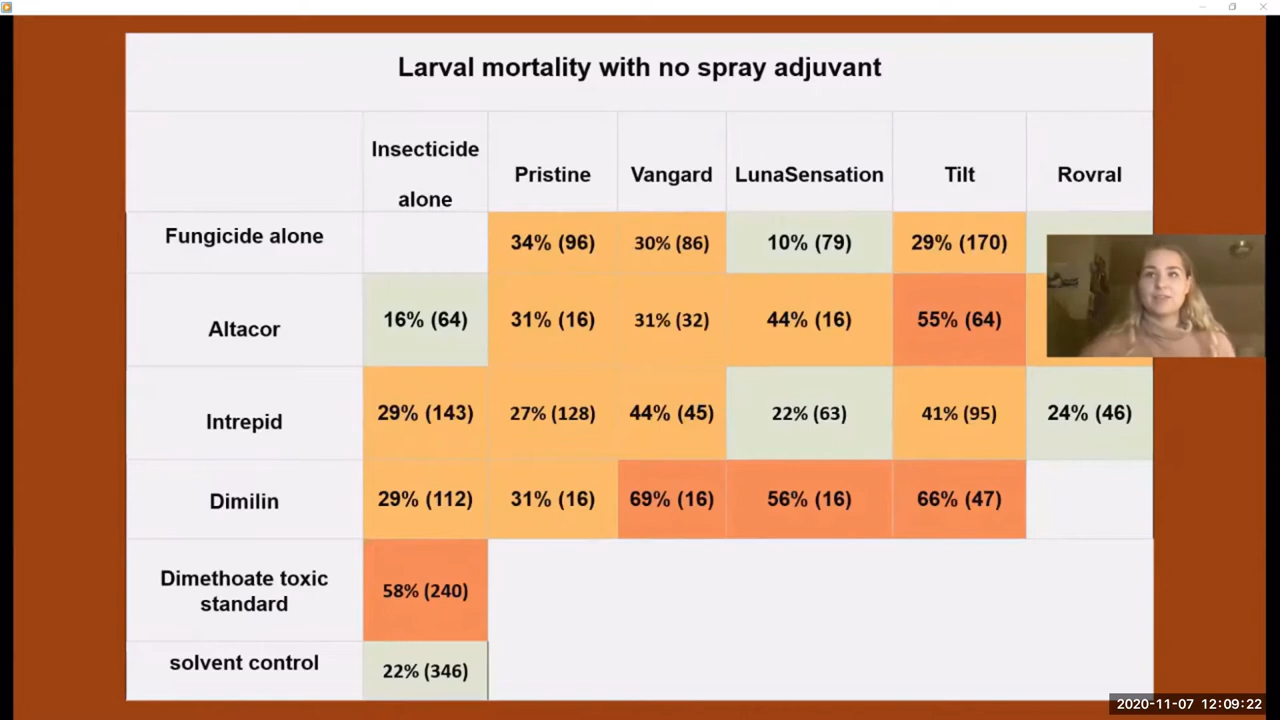 Larval mortality with no spray adjuvant
Insecticide alone Pristine Vangard LunaSensation Tilt Rovral
Fungicide alone 34% (96) 30% (86) 10% (79) 29% (170)
Altacor 16% (64) 31% (16) 31% (32) 44% (16) 55% (64)
Intrepid 29% (143) 27% (128) 44% (45) 22% (63) 41% (95) 24% (46)
Dimilin 29% (112) 31% (16) 69% (16) 56% (16) 66% (47)
Dimethoate toxic standard 58% (240)
solvent control 22% (346)
2020-11-07 12:09:22